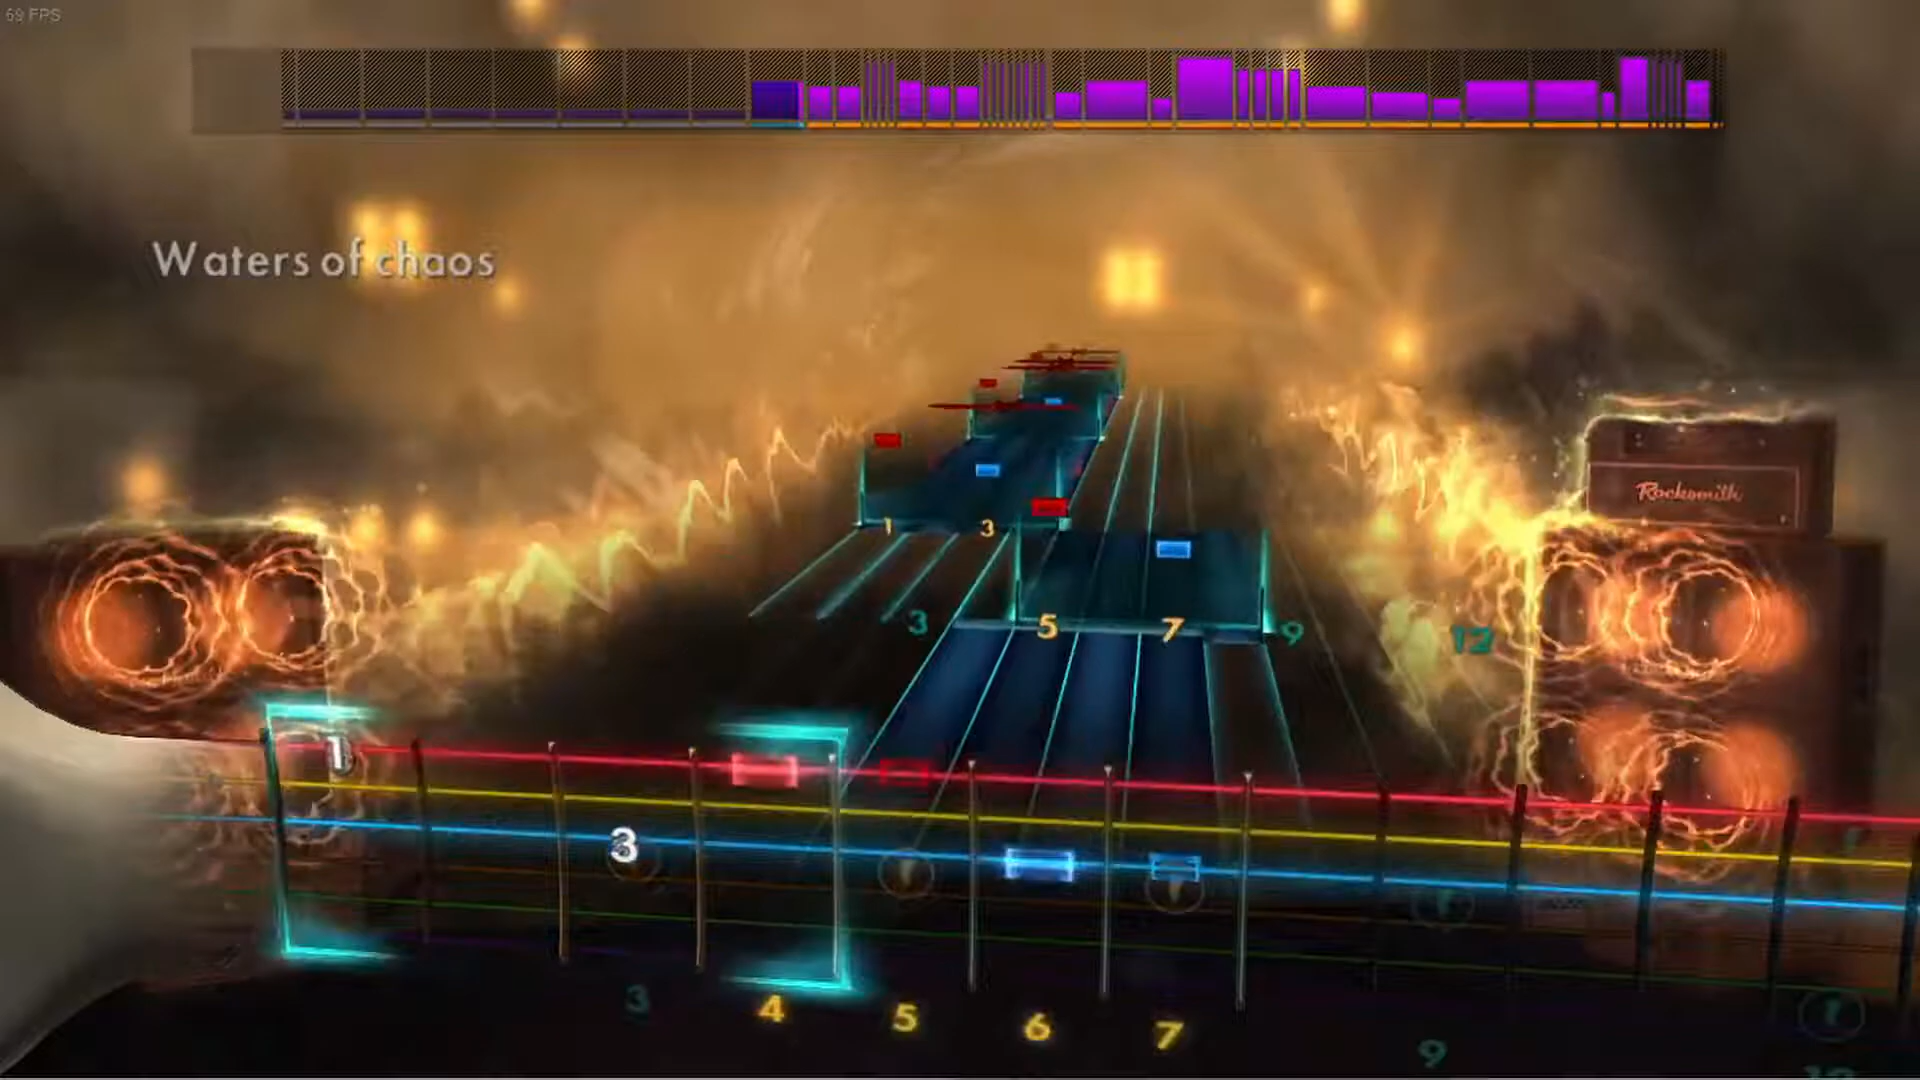 69 FPS
Waters of chaos
Rocksmith
1 3
3 5 7 9 12
1
3
3 4 5 6 7 9 12